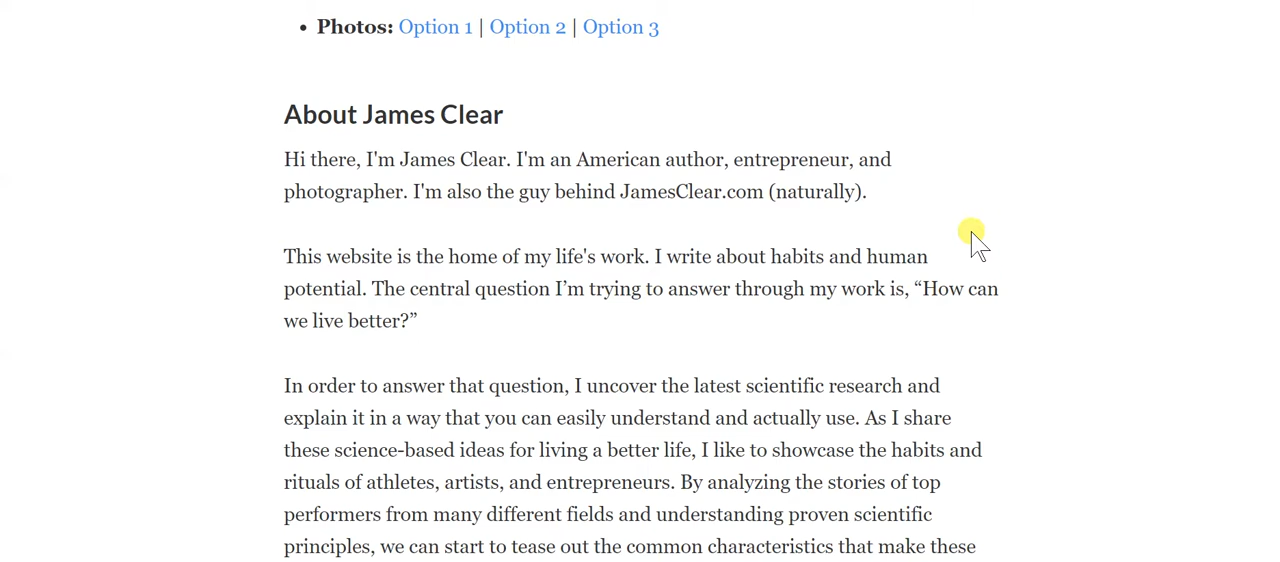 • Photos: Option 1 | Option 2 | Option 3
About James Clear
Hi there, I'm James Clear. I'm an American author, entrepreneur, and
photographer. I'm also the guy behind JamesClear.com (naturally).
This website is the home of my life's work. I write about habits and human
potential. The central question I’m trying to answer through my work is, “How can
we live better?”
In order to answer that question, I uncover the latest scientific research and
explain it in a way that you can easily understand and actually use. As I share
these science-based ideas for living a better life, I like to showcase the habits and
rituals of athletes, artists, and entrepreneurs. By analyzing the stories of top
performers from many different fields and understanding proven scientific
principles, we can start to tease out the common characteristics that make these